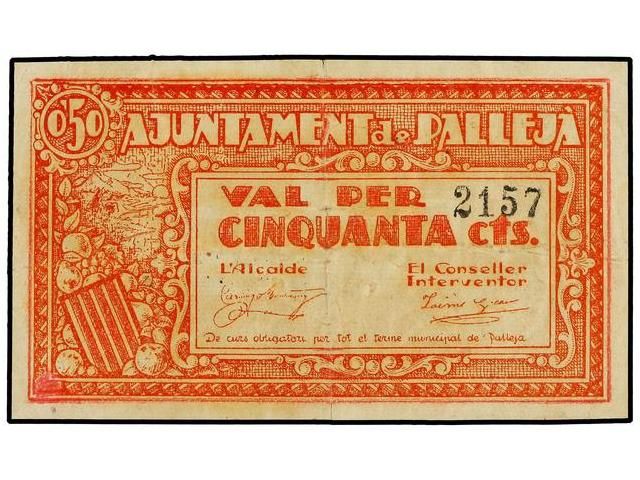 0'50
AJUNTAMENT de PALLEJÀ
VAL PER 2157
CINQUANTA cts.
L'Alcalde El Conseller
Interventor
De curs obligatori per tot el terme municipal de Palleja